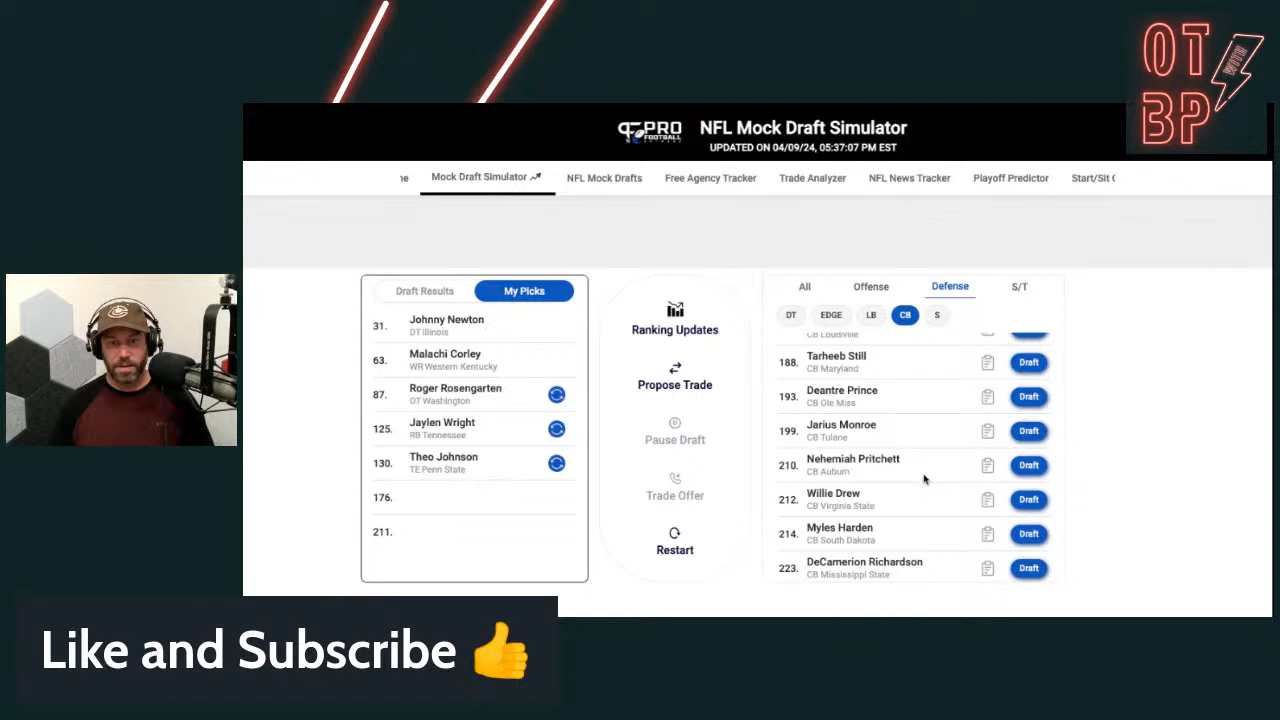 OT
WITH
BP
PRO
FOOTBALL
NFL Mock Draft Simulator
UPDATED ON 04/09/24, 05:37:07 PM EST
Mock Draft Simulator
NFL Mock Drafts
Free Agency Tracker
Trade Analyzer
NFL News Tracker
Playoff Predictor
Start/Sit
Draft Results
My Picks
31.
Johnny Newton
DT Illinois
63.
Malachi Corley
WR Western Kentucky
87.
Roger Rosengarten
OT Washington
125.
Jaylen Wright
RB Tennessee
130.
Theo Johnson
TE Penn State
176.
211.
Ranking Updates
Propose Trade
Pause Draft
Trade Offer
Restart
All
Offense
Defense
S/T
DT
EDGE
LB
CB
S
CB Louisville
188.
Tarheeb Still
CB Maryland
Draft
193.
Deantre Prince
CB Ole Miss
Draft
199.
Jarius Monroe
CB Tulane
Draft
210.
Nehemiah Pritchett
CB Auburn
Draft
212.
Willie Drew
CB Virginia State
Draft
214.
Myles Harden
CB South Dakota
Draft
223.
DeCamerion Richardson
CB Mississippi State
Draft
Like and Subscribe 👍